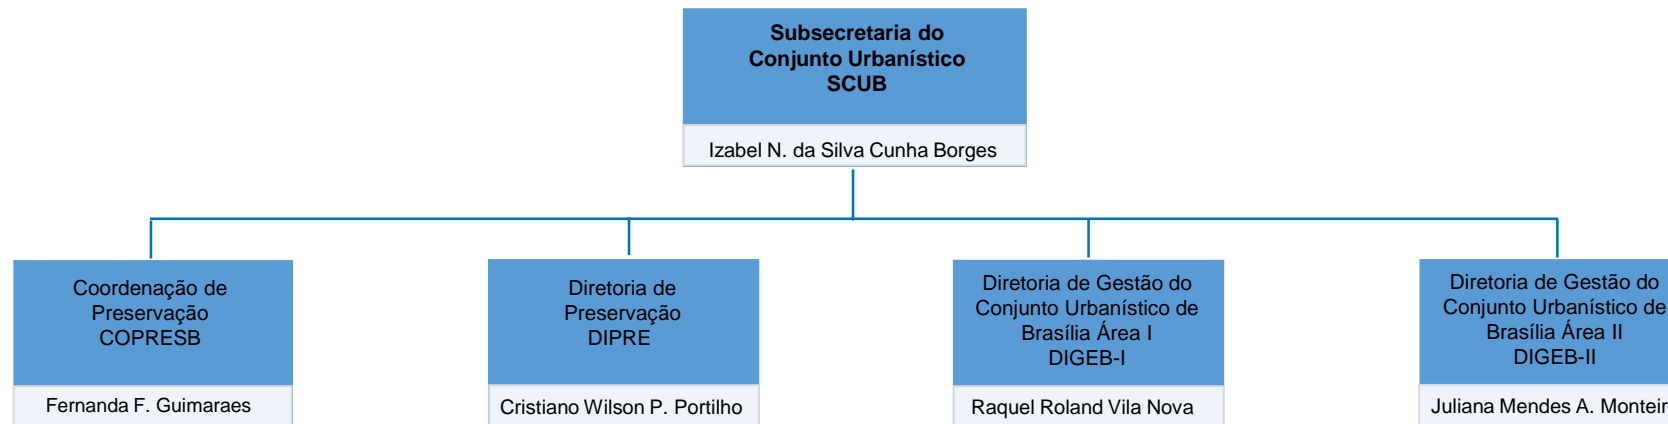 Subsecretaria do
Conjunto Urbanístico
SCUB
Izabel N. da Silva Cunha Borges
Coordenação de
Preservação
COPRESB
Fernanda F. Guimaraes
Diretoria de
Preservação
DIPRE
Cristiano Wilson P. Portilho
Diretoria de Gestão do
Conjunto Urbanístico de
Brasília Área I
DIGEB-I
Raquel Roland Vila Nova
Diretoria de Gestão do
Conjunto Urbanístico de
Brasília Área II
DIGEB-II
Juliana Mendes A.